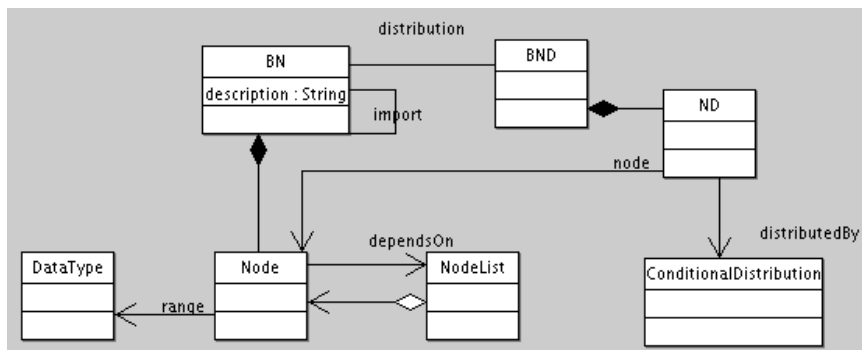 distribution
BN
BND
description : String
import
ND
node
dependsOn
distributedBy
DataType
Node
NodeList
ConditionalDistribution
range